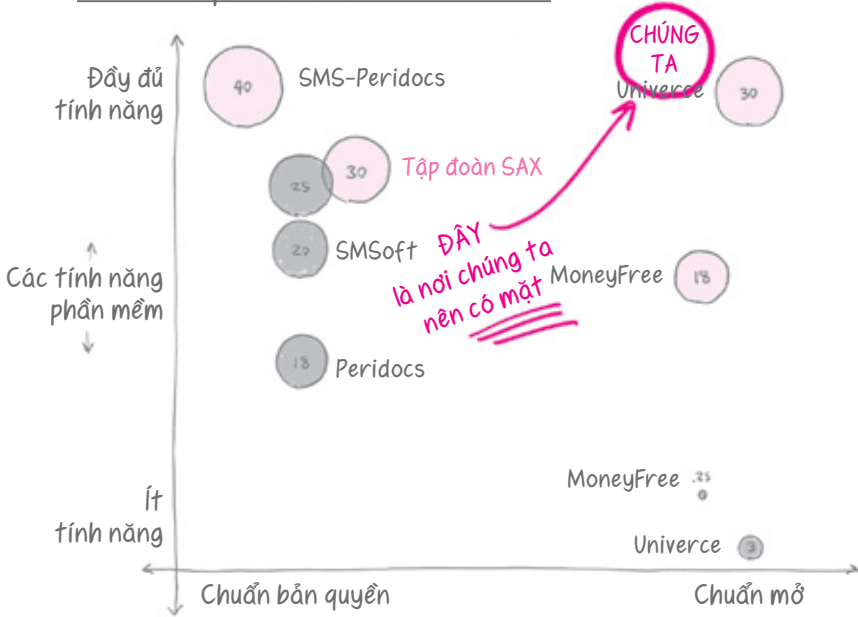 CHÚNG
TA
Đầy đủ
tính năng
40
SMS-Peridocs
Univerce
30
25
30
Tập đoàn SAX
20
SMSoft
ĐÂY
là nơi chúng ta
nên có mặt
MoneyFree
18
Các tính năng
phần mềm
18
Peridocs
MoneyFree
.25
Ít
tính năng
Univerce
3
Chuẩn bản quyền
Chuẩn mở